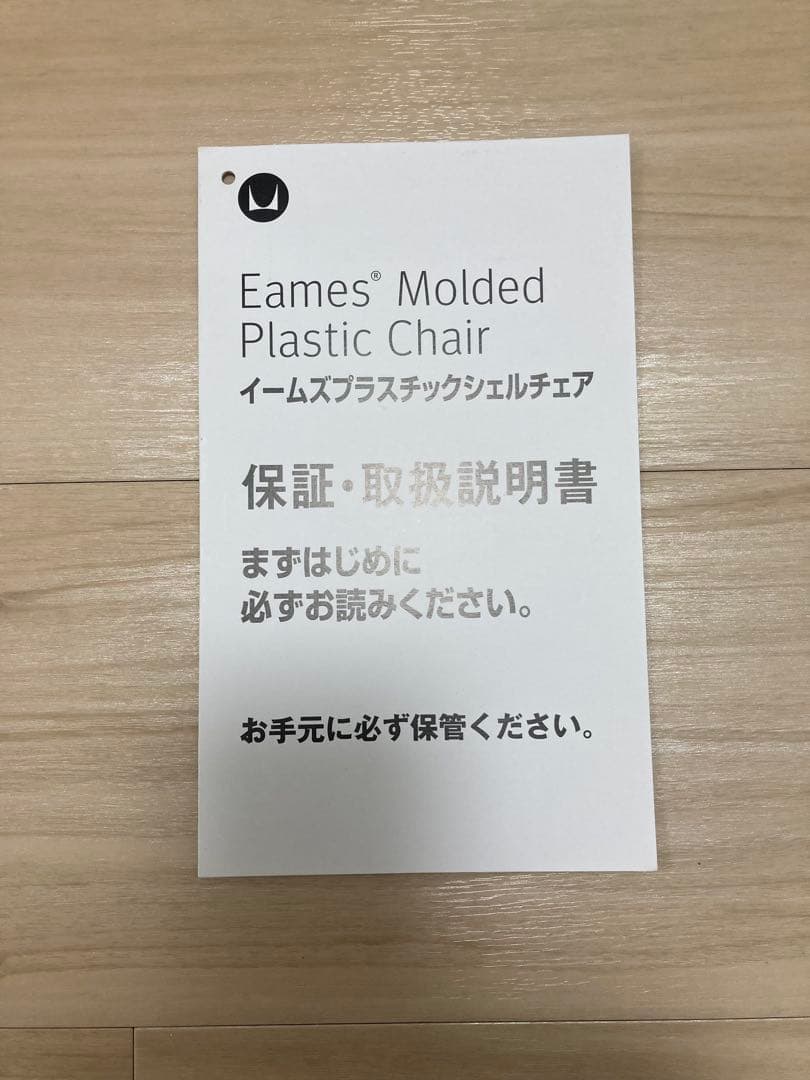 Eames® Molded
Plastic Chair
イームズプラスチックシェルチェア
保証・取扱説明書
まずはじめに
必ずお読みください。
お手元に必ず保管ください。